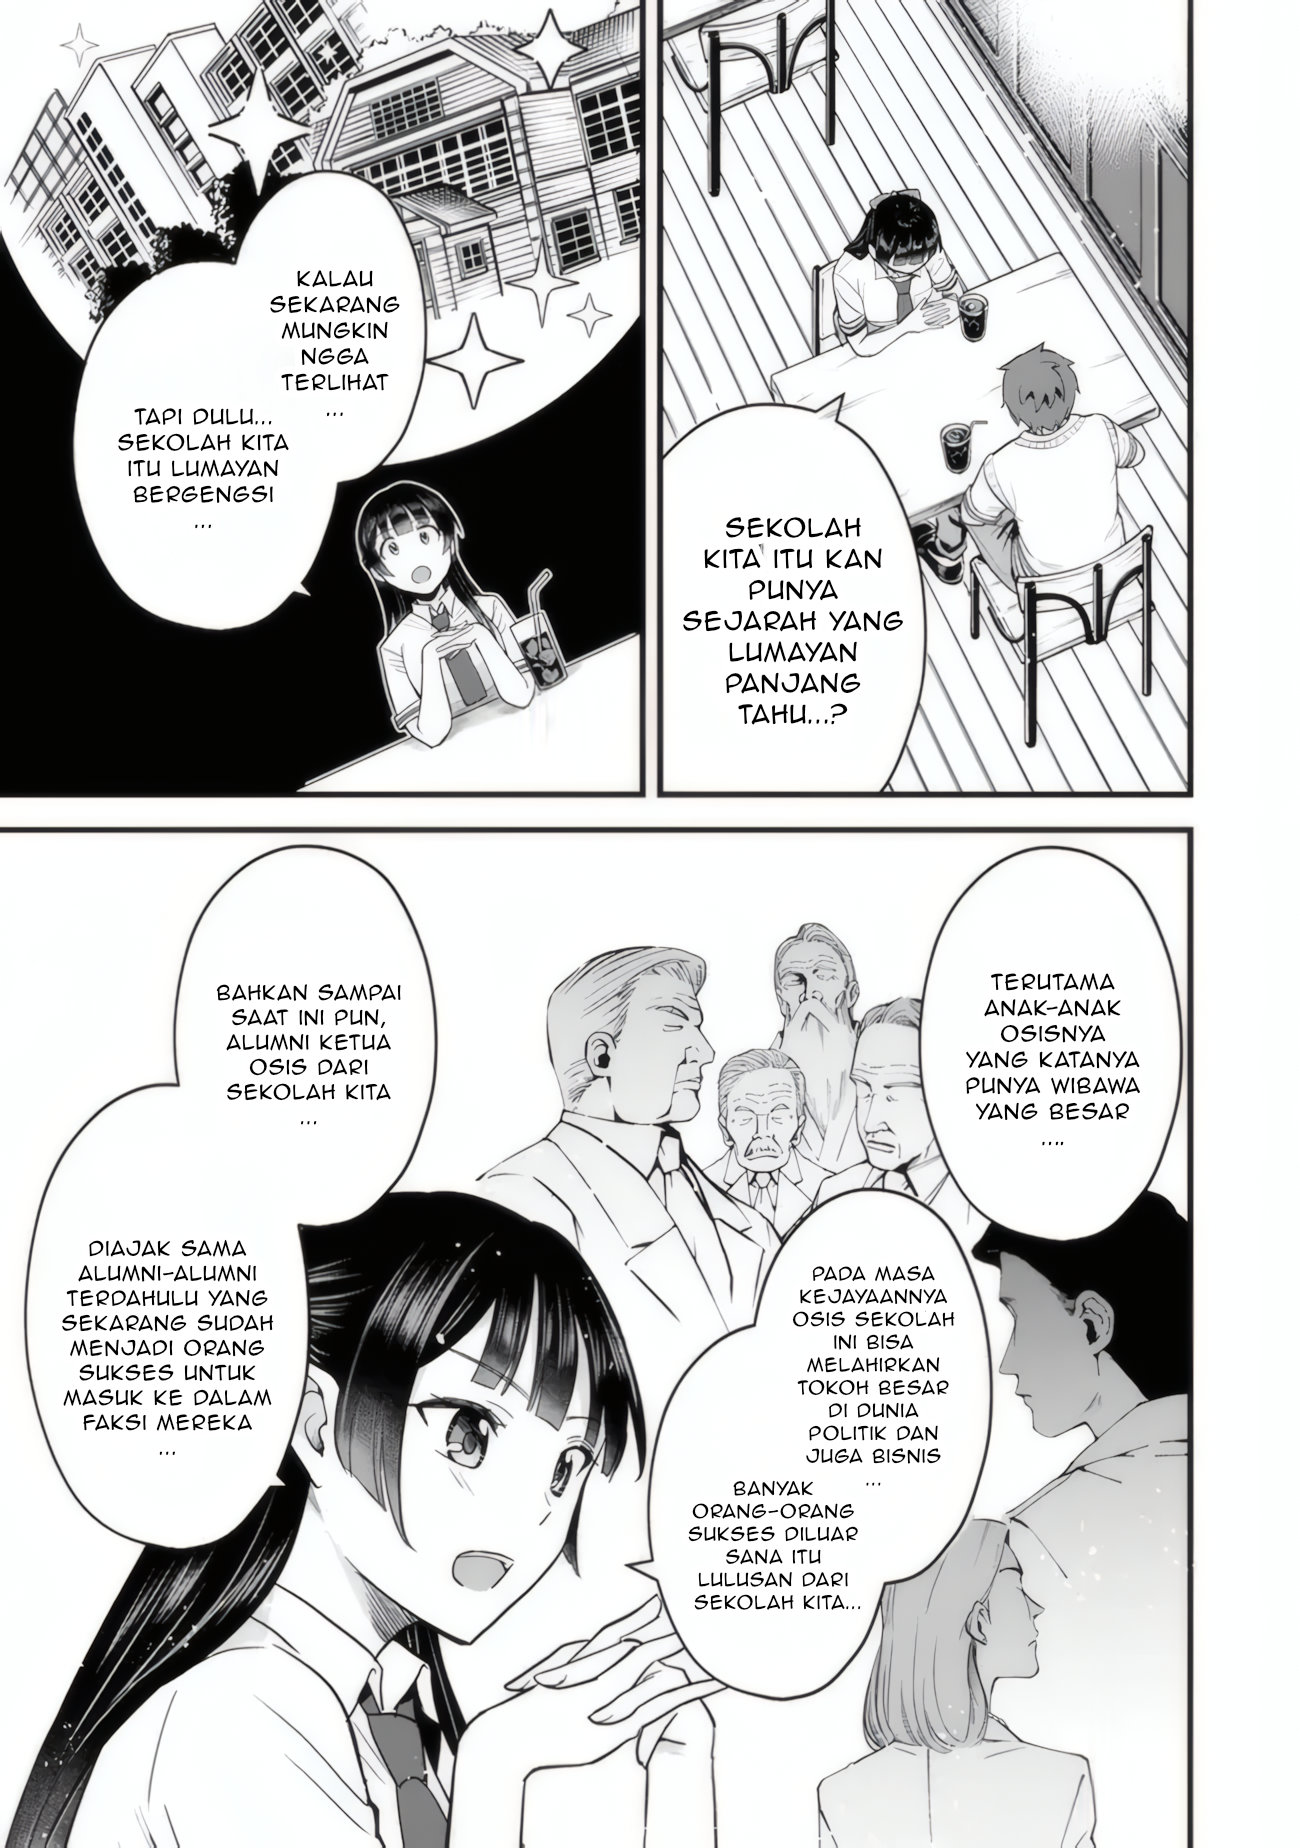 SEKOLAH
KITA ITU KAN
PUNYA
SEJARAH YANG
LUMAYAN
PANJANG
TAHU...?
KALAU
SEKARANG
MUNGKIN
NGGA
TERLIHAT
...
TAPI DULU...
SEKOLAH KITA
ITU LUMAYAN
BERGENGSI
...
TERUTAMA
ANAK-ANAK
OSISNYA
YANG KATANYA
PUNYA WIBAWA
YANG BESAR
....
PADA MASA
KEJAYAANNYA
OSIS SEKOLAH
INI BISA
MELAHIRKAN
TOKOH BESAR
DI DUNIA
POLITIK DAN
JUGA BISNIS
...
BANYAK
ORANG-ORANG
SUKSES DILUAR
SANA ITU
LULUSAN DARI
SEKOLAH KITA...
BAHKAN SAMPAI
SAAT INI PUN,
ALUMNI KETUA
OSIS DARI
SEKOLAH KITA
...
DIAJAK SAMA
ALUMNI-ALUMNI
TERDAHULU YANG
SEKARANG SUDAH
MENJADI ORANG
SUKSES UNTUK
MASUK KE DALAM
FAKSI MEREKA
...